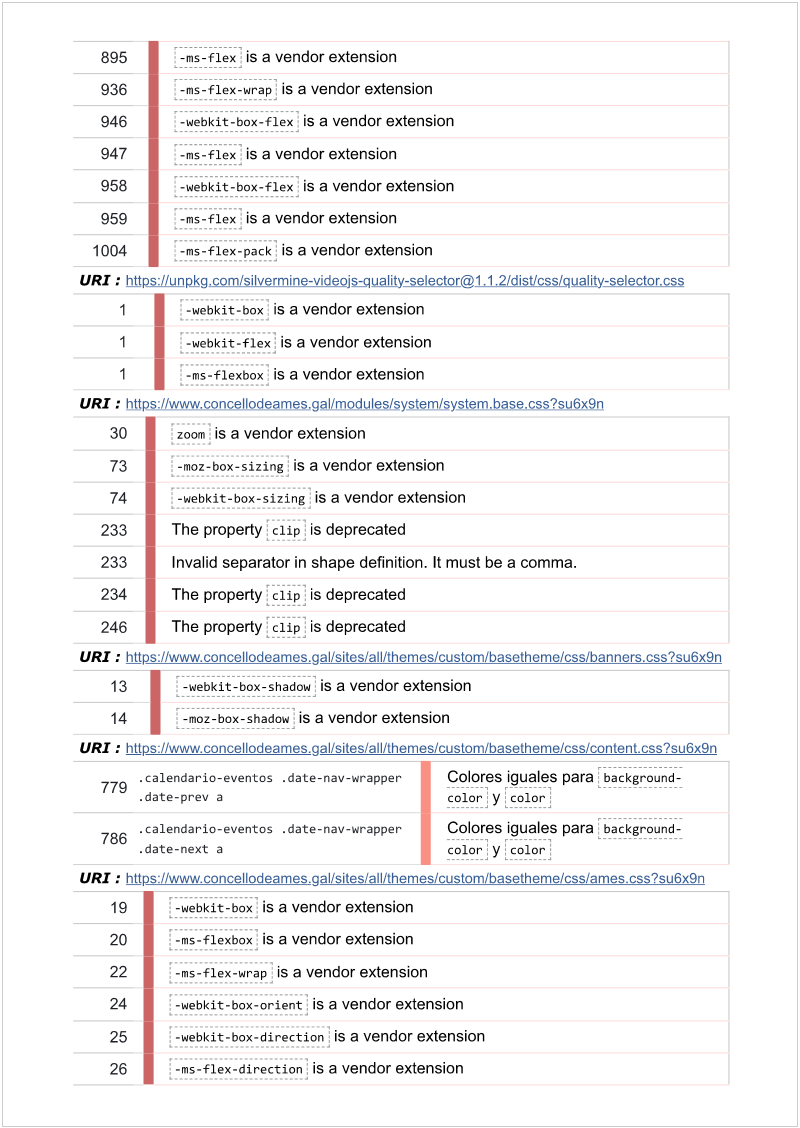 895 -ms-flex is a vendor extension
936 -ms-flex-wrap is a vendor extension
946 -webkit-box-flex is a vendor extension
947 -ms-flex is a vendor extension
958 -webkit-box-flex is a vendor extension
959 -ms-flex is a vendor extension
1004 -ms-flex-pack is a vendor extension
URI : https://unpkg.com/silvermine-videojs-quality-selector@1.1.2/dist/css/quality-selector.css
1 -webkit-box is a vendor extension
1 -webkit-flex is a vendor extension
1 -ms-flexbox is a vendor extension
URI : https://www.concellodeames.gal/modules/system/system.base.css?su6x9n
30 zoom is a vendor extension
73 -moz-box-sizing is a vendor extension
74 -webkit-box-sizing is a vendor extension
233 The property clip is deprecated
233 Invalid separator in shape definition. It must be a comma.
234 The property clip is deprecated
246 The property clip is deprecated
URI : https://www.concellodeames.gal/sites/all/themes/custom/basetheme/css/banners.css?su6x9n
13 -webkit-box-shadow is a vendor extension
14 -moz-box-shadow is a vendor extension
URI : https://www.concellodeames.gal/sites/all/themes/custom/basetheme/css/content.css?su6x9n
779 .calendario-eventos .date-nav-wrapper Colores iguales para background-
.date-prev a color y color
786 .calendario-eventos .date-nav-wrapper Colores iguales para background-
.date-next a color y color
URI : https://www.concellodeames.gal/sites/all/themes/custom/basetheme/css/ames.css?su6x9n
19 -webkit-box is a vendor extension
20 -ms-flexbox is a vendor extension
22 -ms-flex-wrap is a vendor extension
24 -webkit-box-orient is a vendor extension
25 -webkit-box-direction is a vendor extension
26 -ms-flex-direction is a vendor extension